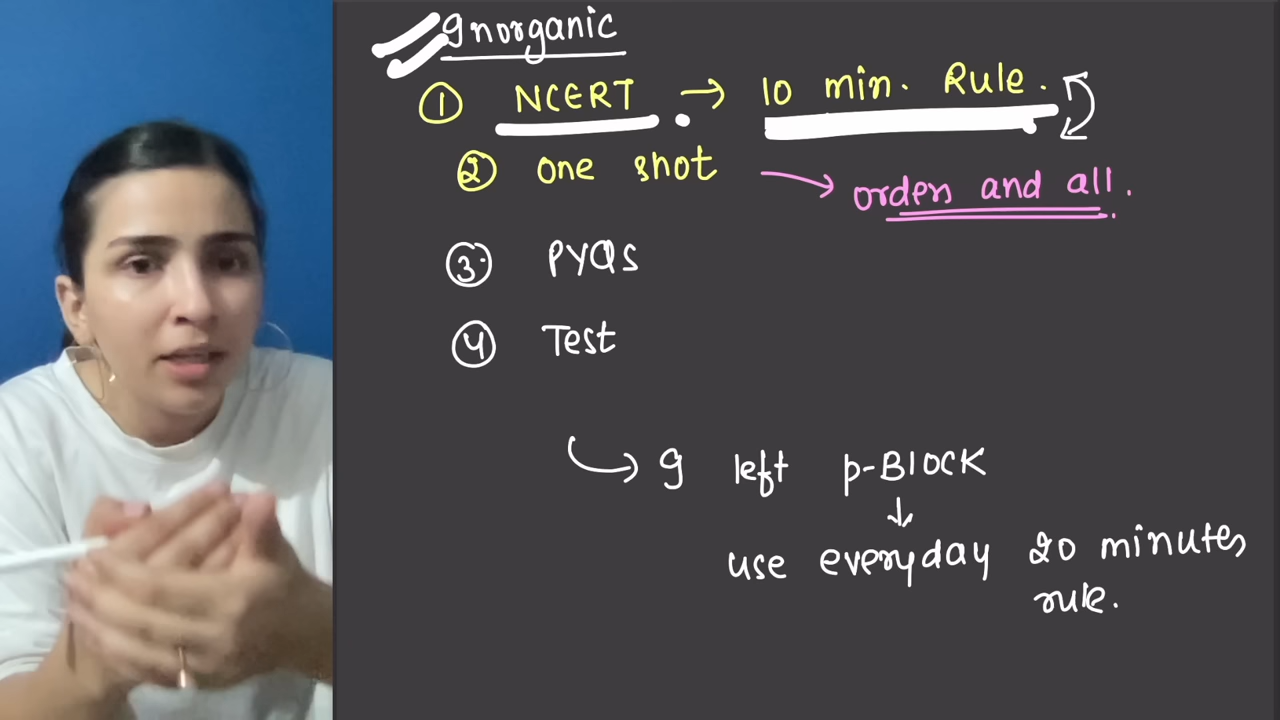 Inorganic
① NCERT → 10 min. Rule.
② One shot → orders and all.
③ PYQs
④ Test
→ I left p-BLOCK
↓
use everyday 20 minutes
rule.